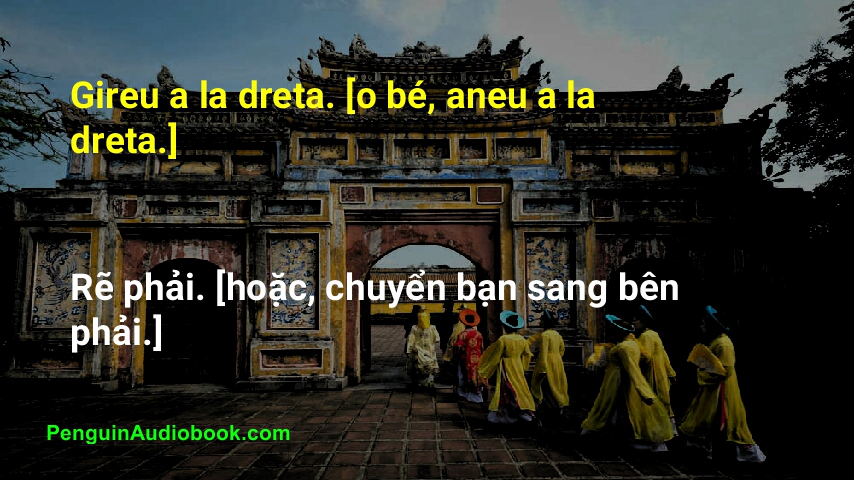 Gireu a la dreta. [o bé, aneu a la
dreta.]
Rẽ phải. [hoặc, chuyển bạn sang bên
phải.]
PenguinAudiobook.com